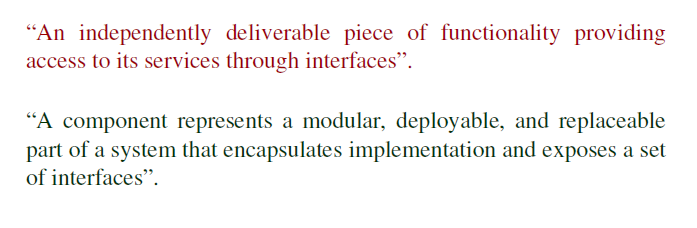 “An independently deliverable piece of functionality providing
access to its services through interfaces”.
“A component represents a modular, deployable, and replaceable
part of a system that encapsulates implementation and exposes a set
of interfaces”.